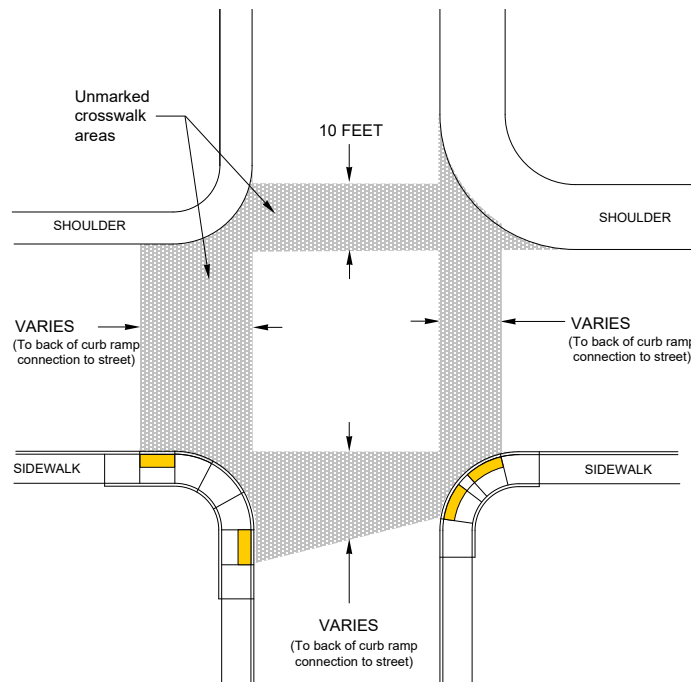 Unmarked
crosswalk
areas
10 FEET
SHOULDER
SHOULDER
VARIES
(To back of curb ramp
connection to street)
VARIES
(To back of curb ramp
connection to street)
SIDEWALK
SIDEWALK
VARIES
(To back of curb ramp
connection to street)